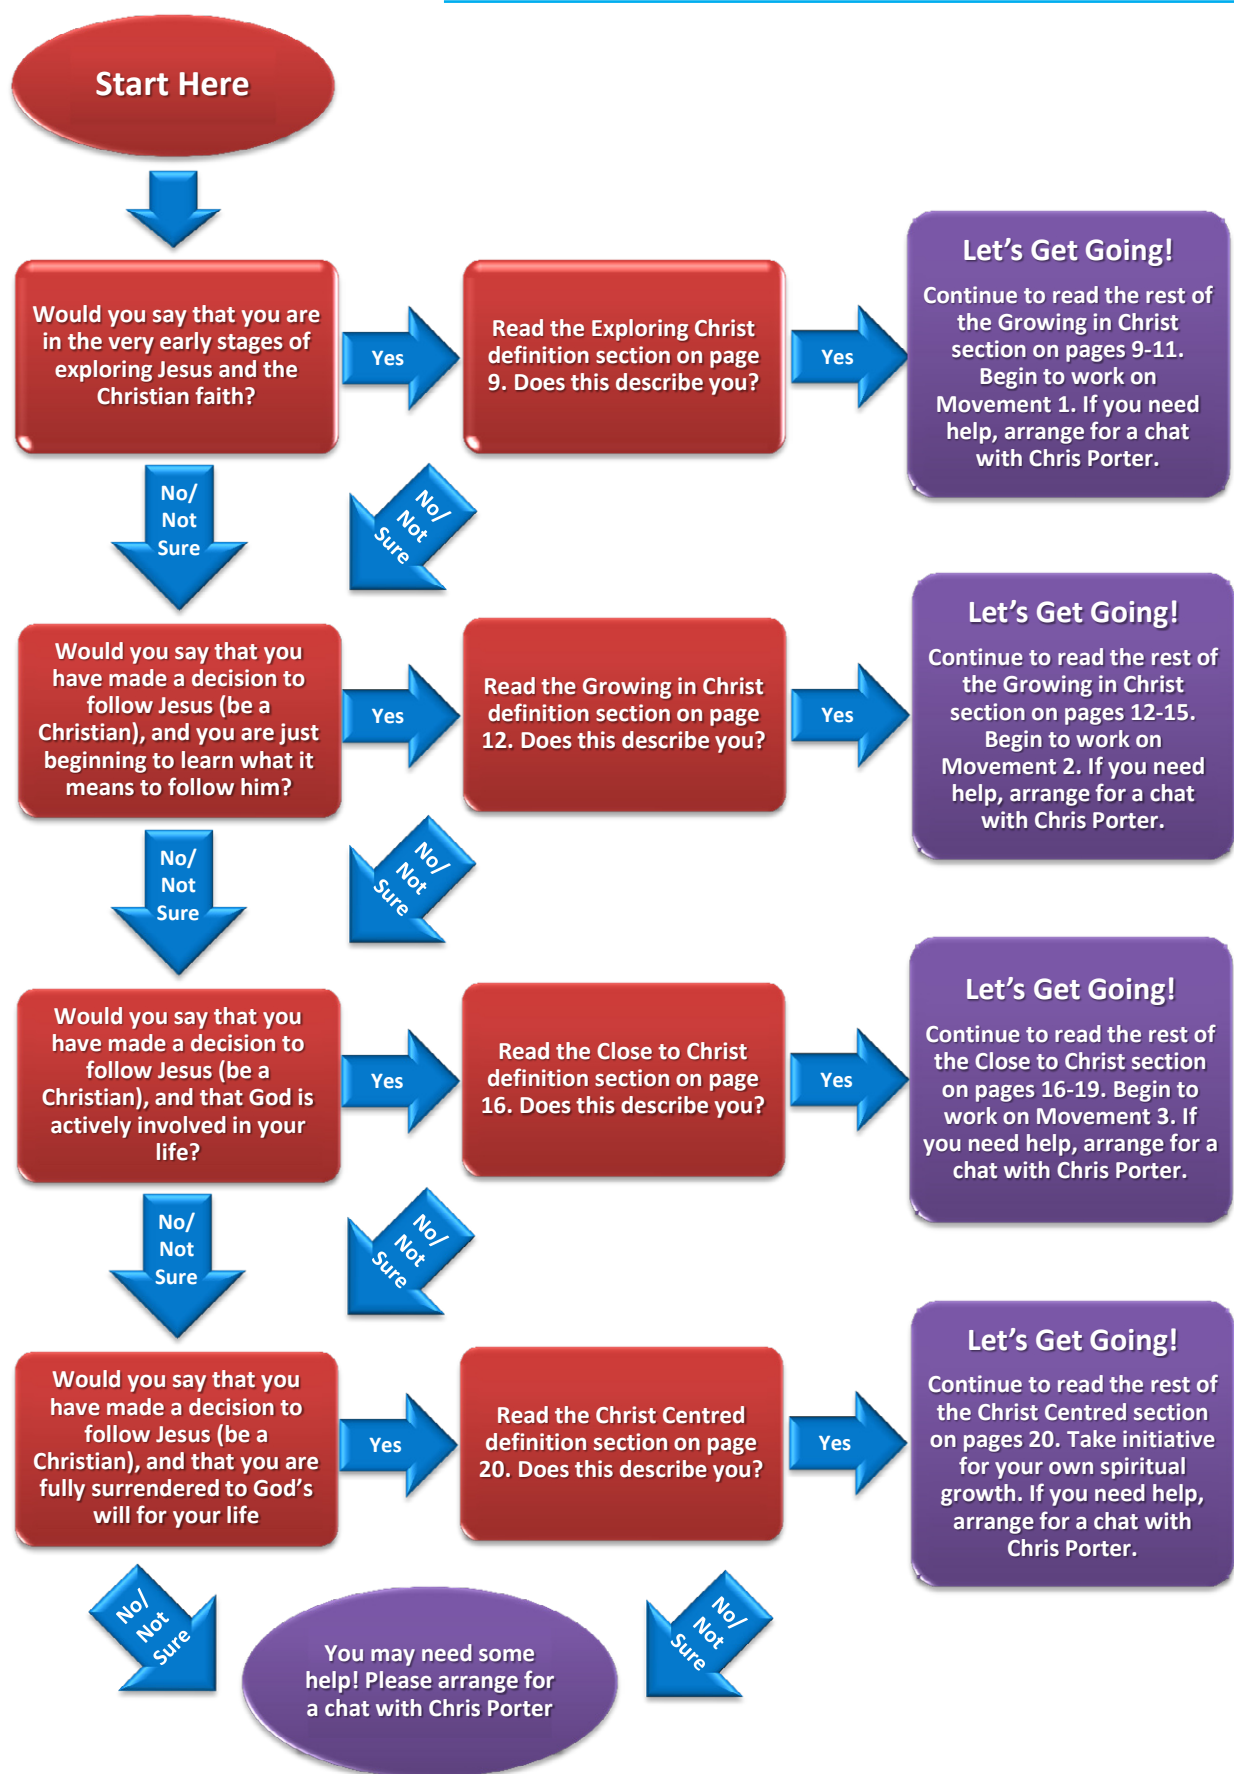 Start Here
Would you say that you are
in the very early stages of
exploring Jesus and the
Christian faith?
Yes
Read the Exploring Christ
definition section on page
9. Does this describe you?
Yes
Let's Get Going!
Continue to read the rest of
the Growing in Christ
section on pages 9-11.
Begin to work on
Movement 1. If you need
help, arrange for a chat
with Chris Porter.
No/
Not
Sure
No/
Not
Sure
Would you say that you
have made a decision to
follow Jesus (be a
Christian), and you are just
beginning to learn what it
means to follow him?
Yes
Read the Growing in Christ
definition section on page
12. Does this describe you?
Yes
Let's Get Going!
Continue to read the rest of
the Growing in Christ
section on pages 12-15.
Begin to work on
Movement 2. If you need
help, arrange for a chat
with Chris Porter.
No/
Not
Sure
No/
Not
Sure
Would you say that you
have made a decision to
follow Jesus (be a
Christian), and that God is
actively involved in your
life?
Yes
Read the Close to Christ
definition section on page
16. Does this describe you?
Yes
Let's Get Going!
Continue to read the rest of
the Close to Christ section
on pages 16-19. Begin to
work on Movement 3. If
you need help, arrange for a
chat with Chris Porter.
No/
Not
Sure
No/
Not
Sure
Would you say that you
have made a decision to
follow Jesus (be a
Christian), and that you are
fully surrendered to God's
will for your life
Yes
Read the Christ Centred
definition section on page
20. Does this describe you?
Yes
Let's Get Going!
Continue to read the rest of
the Christ Centred section
on pages 20. Take initiative
for your own spiritual
growth. If you need help,
arrange for a chat with
Chris Porter.
No/
Not
Sure
No/
Not
Sure
You may need some
help! Please arrange for
a chat with Chris Porter